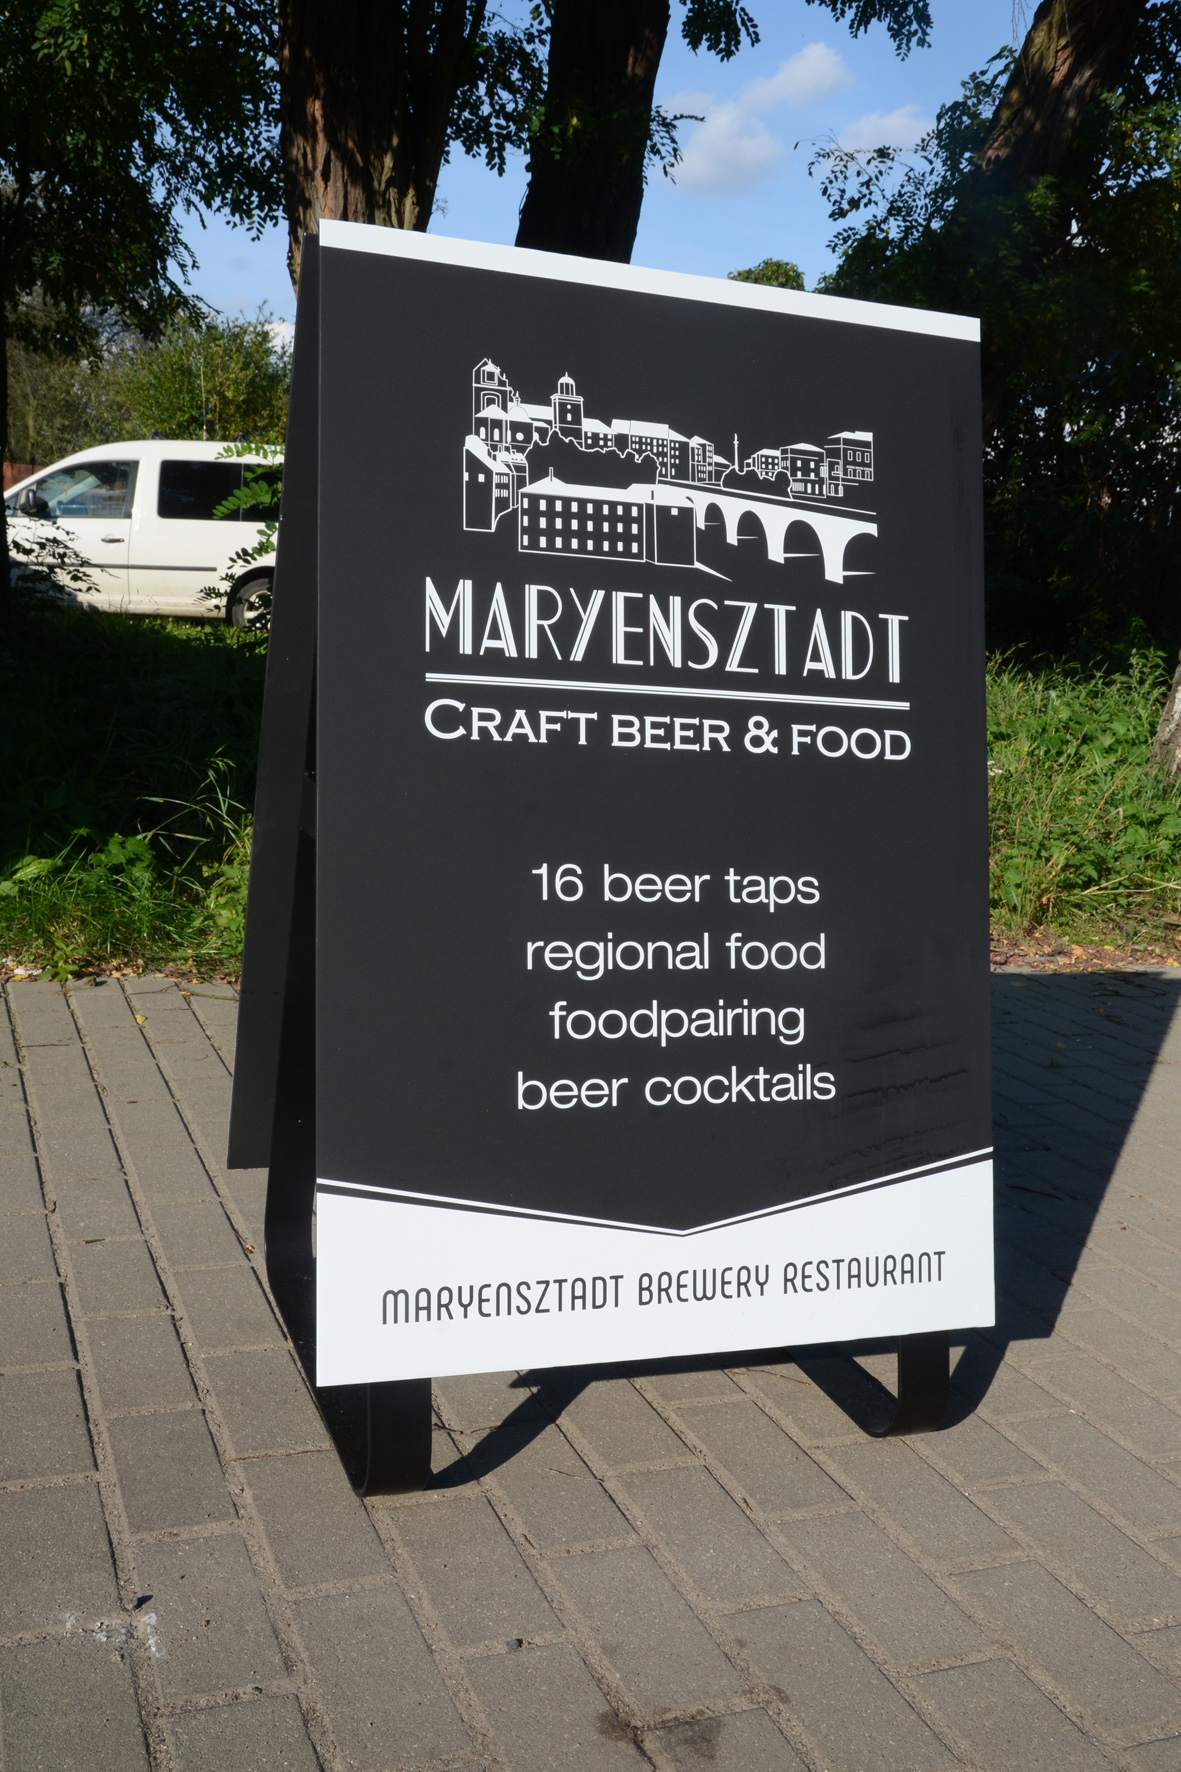 MARYENSZTADT
CRAFT BEER & FOOD
16 beer taps
regional food
foodpairing
beer cocktails
MARYENSZTADT BREWERY RESTAURANT